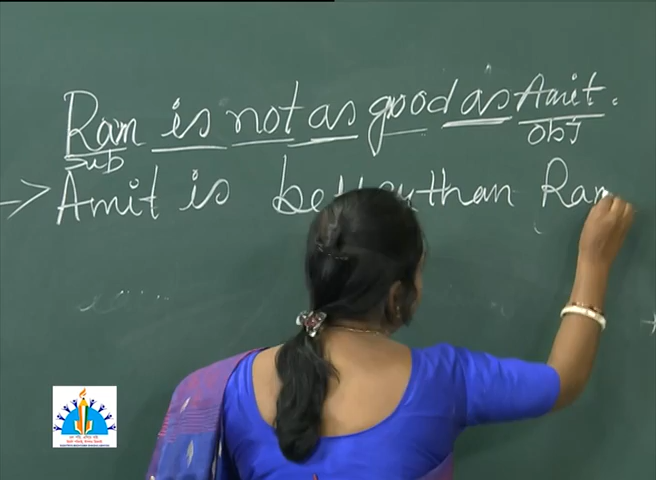 Ram is not as good as Amit.
Sub obj
→ Amit is better than Ram